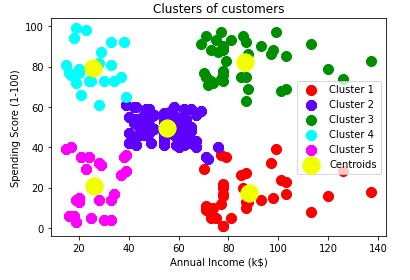 Clusters of customers
Spending Score (1-100)
100
80
60
40
20
0
Cluster 1
Cluster 2
Cluster 3
Cluster 4
Cluster 5
Centroids
20 40 60 80 100 120 140
Annual Income (k$)